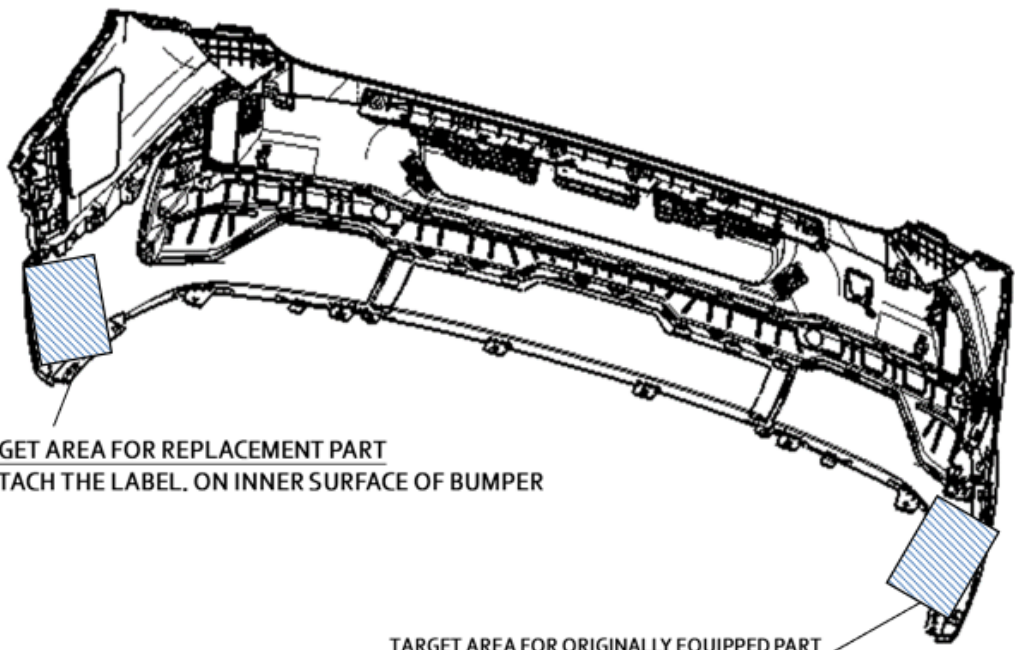 GET AREA FOR REPLACEMENT PART
TACH THE LABEL. ON INNER SURFACE OF BUMPER
TARGET AREA FOR ORIGINALLY EQUIPPED PART